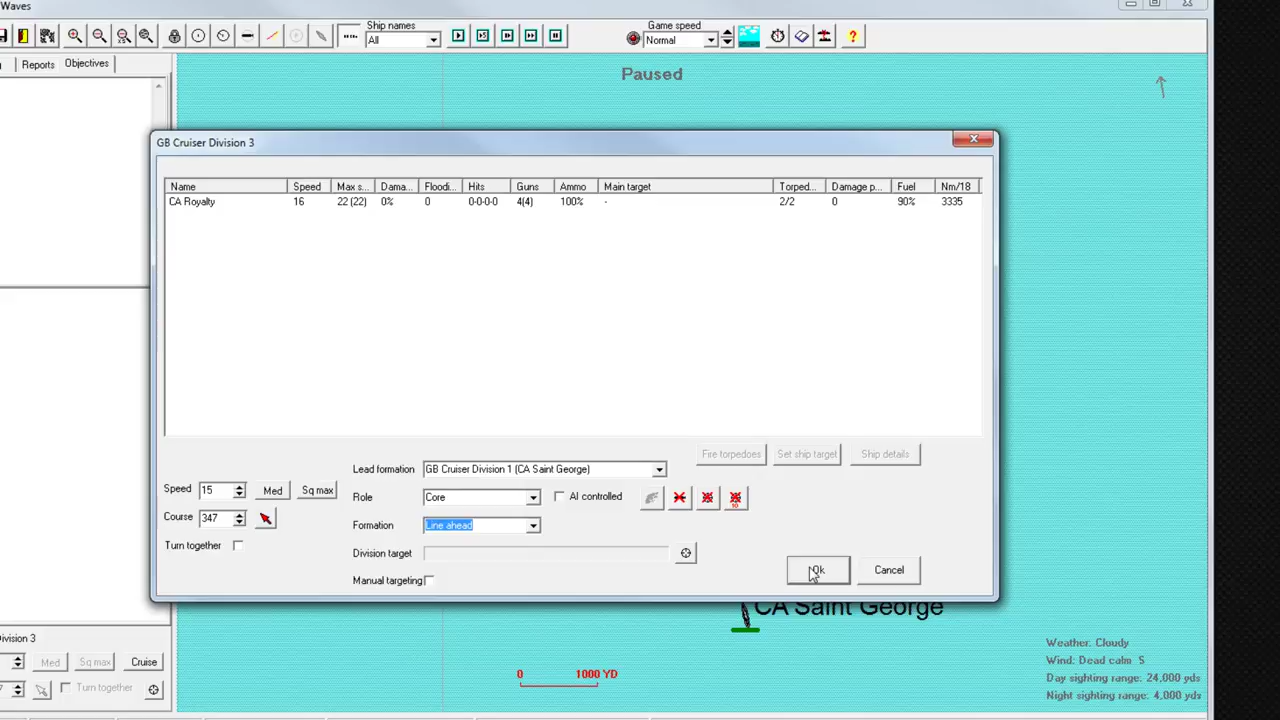 Waves
Ship names
All
Game speed
Normal
Reports Objectives
Paused
GB Cruiser Division 3
Name Speed Max s... Dama... Floodi... Hits Guns Ammo Main target Torped... Damage p... Fuel Nm/18
CA Royalty 16 22 (22) 0% 0 0-0-0-0 4(4) 100% - 2/2 0 90% 3335
Fire torpedoes Set ship target Ship details
Lead formation GB Cruiser Division 1 (CA Saint George)
Speed 15 Med Sq max
Role Core AI controlled
10
Course 347
Formation Line ahead
Turn together
Division target
Manual targeting
Ok Cancel
CA Saint George
ivision 3
Med Sq max Cruise
Turn together
0 1000 YD
Weather: Cloudy
Wind: Dead calm S
Day sighting range: 24,000 yds
Night sighting range: 4,000 yds